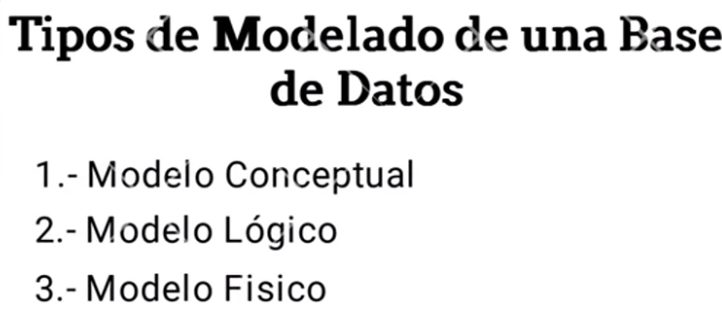 Tipos de Modelado de una Base
de Datos
1.- Modelo Conceptual
2.- Modelo Lógico
3.- Modelo Fisico